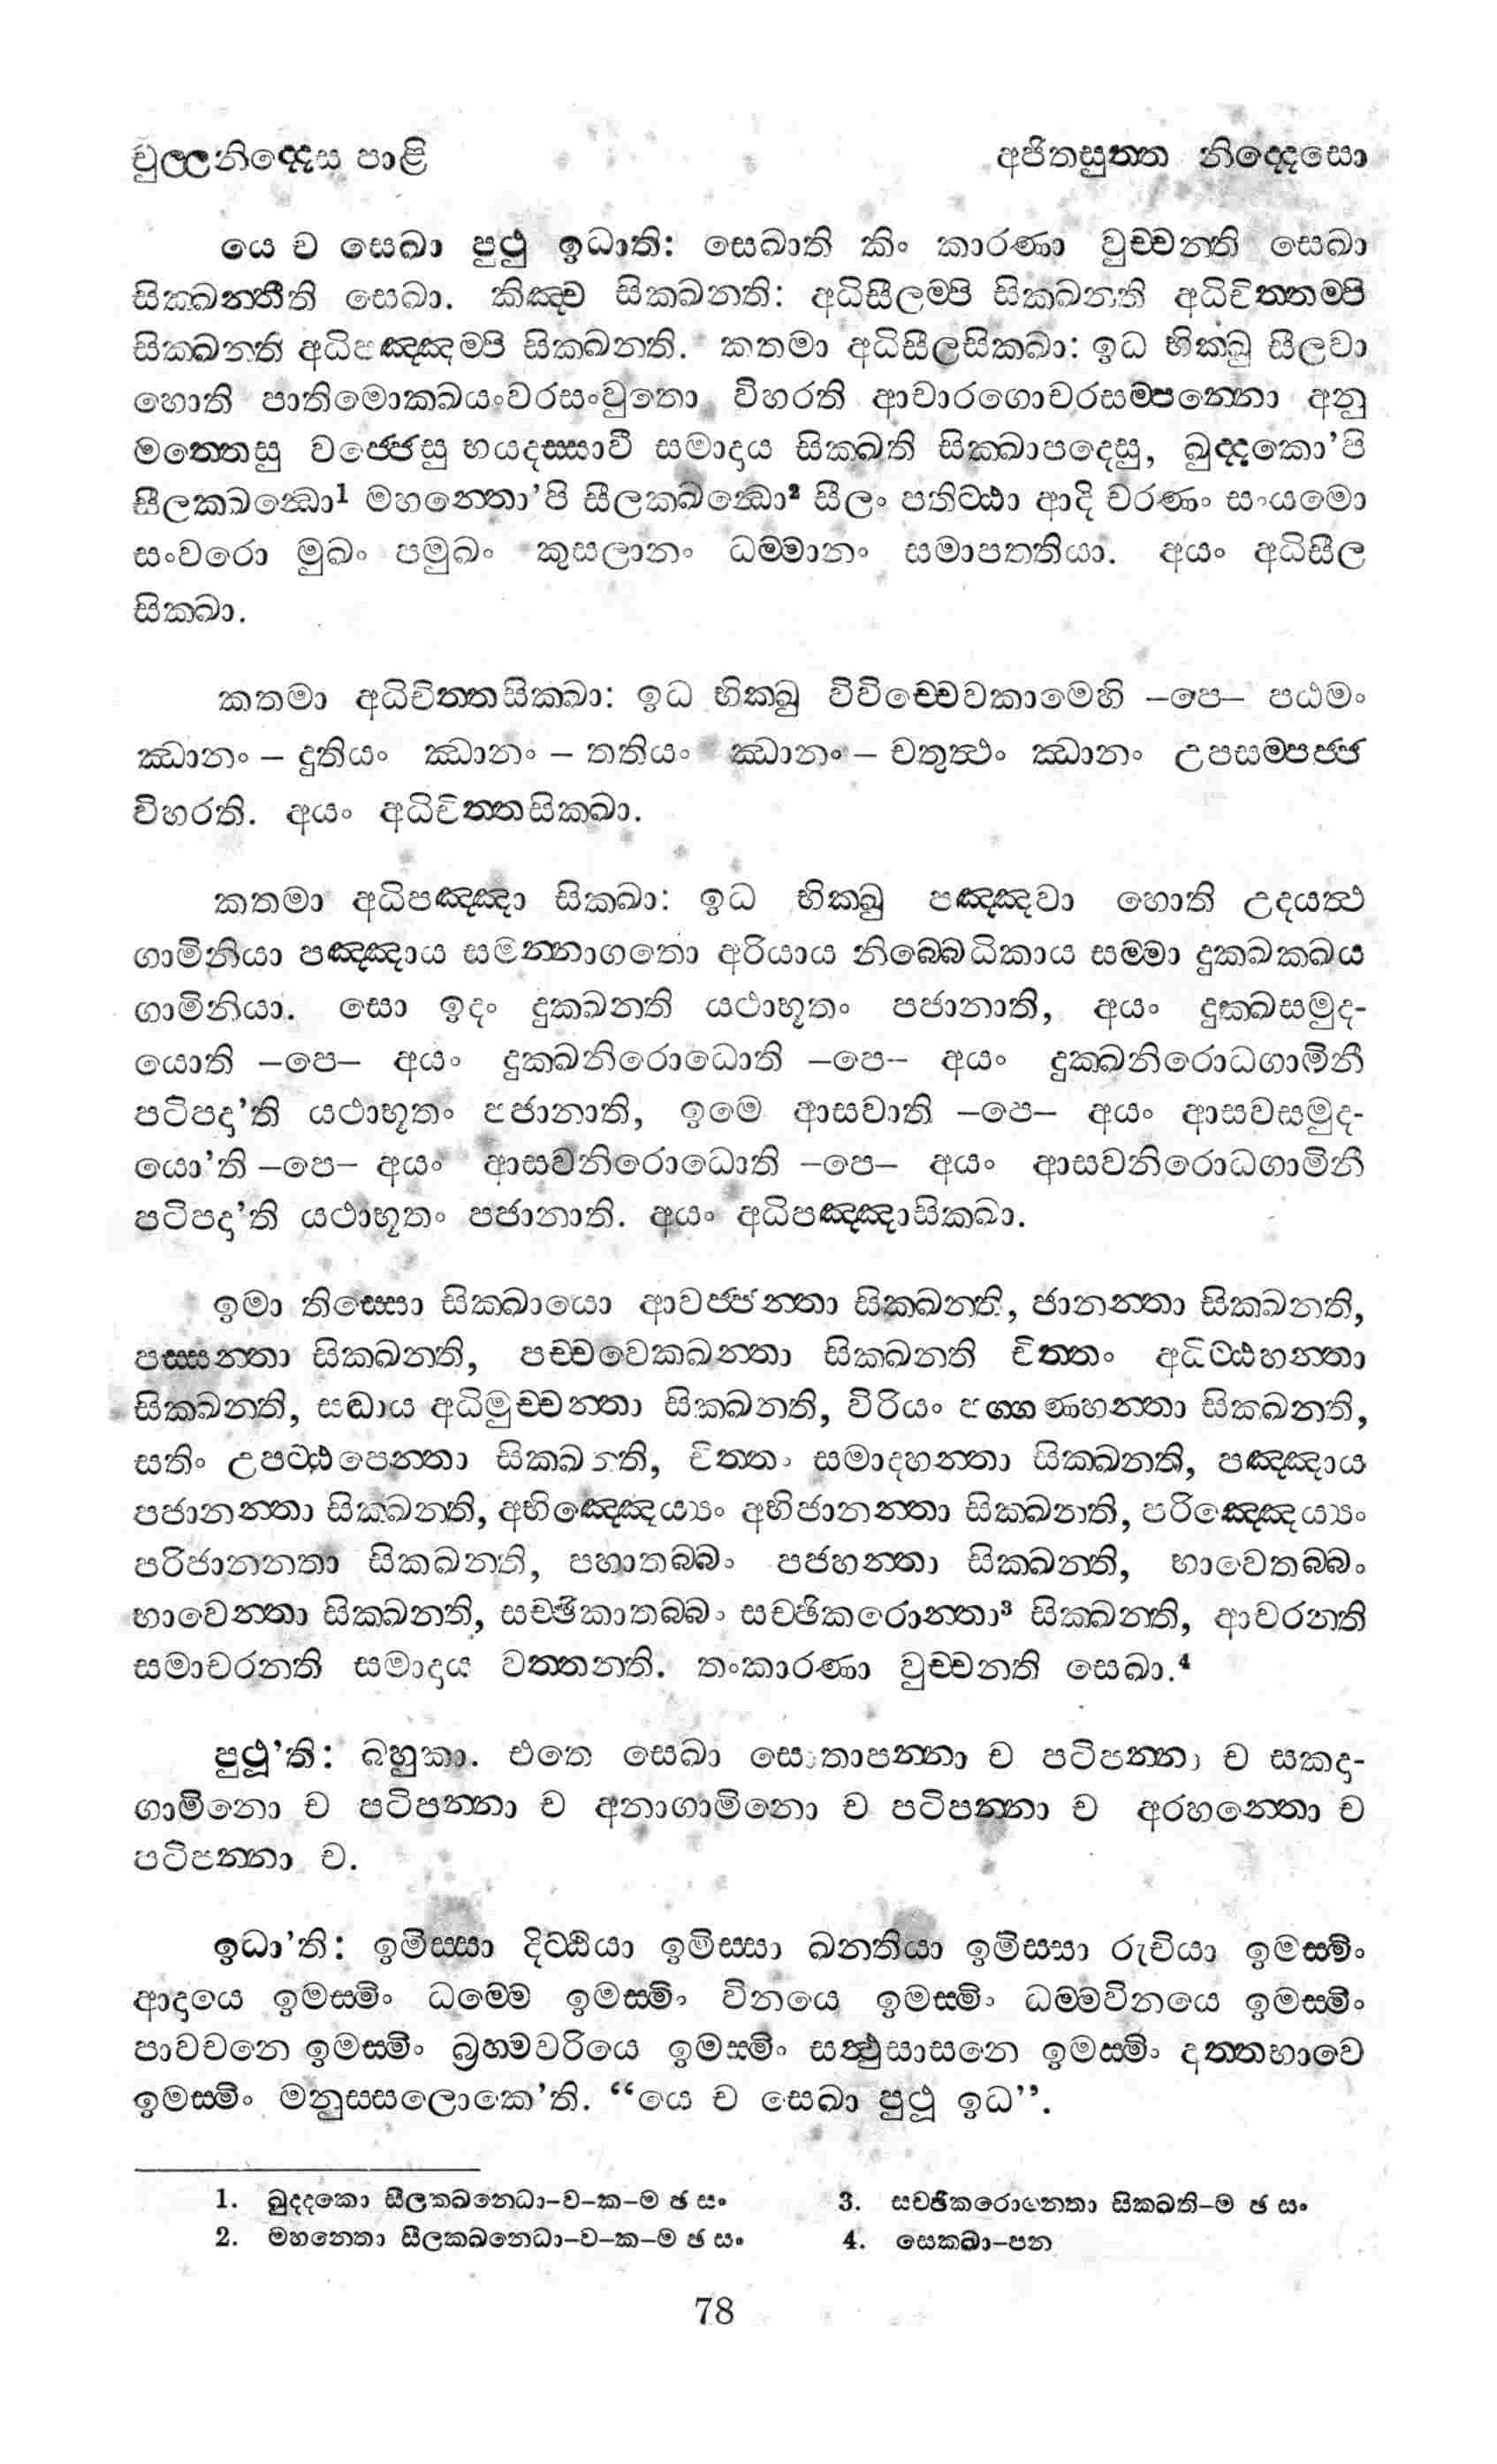 චුල්ලනිද්දෙස පාළි	අජිතසුත්ත නිද්දෙසො
යෙ ච සෙඛා පුථු ඉධාති: සෙඛාති කිං කාරණා වුච්චන්ති සෙඛා
සික්ඛන්තීති සෙඛා. කිඤ්ච සික්ඛන්ති: අධිසීලම්පි සික්ඛන්ති අධිචිත්තම්පි
සික්ඛන්ති අධිපඤ්ඤම්පි සික්ඛන්ති. කතමා අධිසීලසික්ඛා: ඉධ භික්ඛු සීලවා
හොති පාතිමොක්ඛයංවරසංවුතො විහරති ආචාරගොචරසම්පන්නො අනු
මත්තෙසු වජ්ජෙසු භයදස්සාවී සමාදාය සික්ඛති සික්ඛාපදෙසු, ඛුද්දකො'පි
සීලක්ඛන්ධො1 මහන්තො'පි සීලක්ඛන්ධො2 සීලං පතිට්ඨා ආදි චරණං සංයමො
සංවරො මුඛං පමුඛං කුසලානං ධම්මානං සමාපත්තියා. අයං අධිසීල
සික්ඛා.
කතමා අධිචිත්තසික්ඛා: ඉධ භික්ඛු විවිච්චෙවකාමෙහි –පෙ– පඨමං
ඣානං – දුතියං ඣානං – තතියං ඣානං – චතුත්ථං ඣානං උපසම්පජ්ජ
විහරති. අයං අධිචිත්තසික්ඛා.
කතමා අධිපඤ්ඤා සික්ඛා: ඉධ භික්ඛු පඤ්ඤවා හොති උදයත්ථ
ගාමිනියා පඤ්ඤාය සමන්නාගතො අරියාය නිබ්බෙධිකාය සම්මා දුක්ඛක්ඛය
ගාමිනියා. සො ඉදං දුක්ඛන්ති යථාභූතං පජානාති, අයං දුක්ඛසමුද-
යොති –පෙ– අයං දුක්ඛනිරොධොති –පෙ– අයං දුක්ඛනිරොධගාමිනී
පටිපදා'ති යථාභූතං පජානාති, ඉමෙ ආසවාති –පෙ– අයං ආසවසමුද-
යො'ති –පෙ– අයං ආසවනිරොධොති –පෙ– අයං ආසවනිරොධගාමිනී
පටිපදා'ති යථාභූතං පජානාති. අයං අධිපඤ්ඤාසික්ඛා.
ඉමා තිස්සො සික්ඛායො ආවජ්ජන්තා සික්ඛන්ති, ජානන්තා සික්ඛන්ති,
පස්සන්තා සික්ඛන්ති, පච්චවෙක්ඛන්තා සික්ඛන්ති චිත්තං අධිට්ඨහන්තා
සික්ඛන්ති, සද්ධාය අධිමුච්චන්තා සික්ඛන්ති, විරියං පග්ගණ්හන්තා සික්ඛන්ති,
සතිං උපට්ඨපෙන්තා සික්ඛන්ති, චිත්තං සමාදහන්තා සික්ඛන්ති, පඤ්ඤාය
පජානන්තා සික්ඛන්ති, අභිඤ්ඤෙය්‍යං අභිජානන්තා සික්ඛන්ති, පරිඤ්ඤෙය්‍යං
පරිජානන්තා සික්ඛන්ති, පහාතබ්බං පජහන්තා සික්ඛන්ති, භාවෙතබ්බං
භාවෙන්තා සික්ඛන්ති, සච්ඡිකාතබ්බං සච්ඡිකරොන්තා3 සික්ඛන්ති, ආචරන්ති
සමාචරන්ති සමාදාය වත්තන්ති. තංකාරණා වුච්චන්ති සෙඛා.4
පුථූ'ති: බහුකා. එතෙ සෙඛා සොතාපන්නා ච පටිපන්නා ච සකදා-
ගාමිනො ච පටිපන්නා ච අනාගාමිනො ච පටිපන්නා ච අරහන්තො ච
පටිපන්නා ච.
ඉධා'ති: ඉමිස්සා දිට්ඨියා ඉමිස්සා ඛන්තියා ඉමිස්සා රුචියා ඉමස්මිං
ආදායෙ ඉමස්මිං ධම්මෙ ඉමස්මිං විනයෙ ඉමස්මිං ධම්මවිනයෙ ඉමස්මිං
පාවචනෙ ඉමස්මිං බ්‍රහ්මචරියෙ ඉමස්මිං සත්ථුසාසනෙ ඉමස්මිං අත්තභාවෙ
ඉමස්මිං මනුස්සලොකෙ'ති. “යෙ ච සෙඛා පුථූ ඉධ”.
1. ඛුද්දකො සීලක්ඛන්ධො–ව–ක–ම ඡ සං	3. සච්ඡිකරොන්තො සික්ඛති–ම ඡ සං
2. මහන්තො සීලක්ඛන්ධො–ව–ක–ම ඡ සං	4. සෙක්ඛා–පන
78